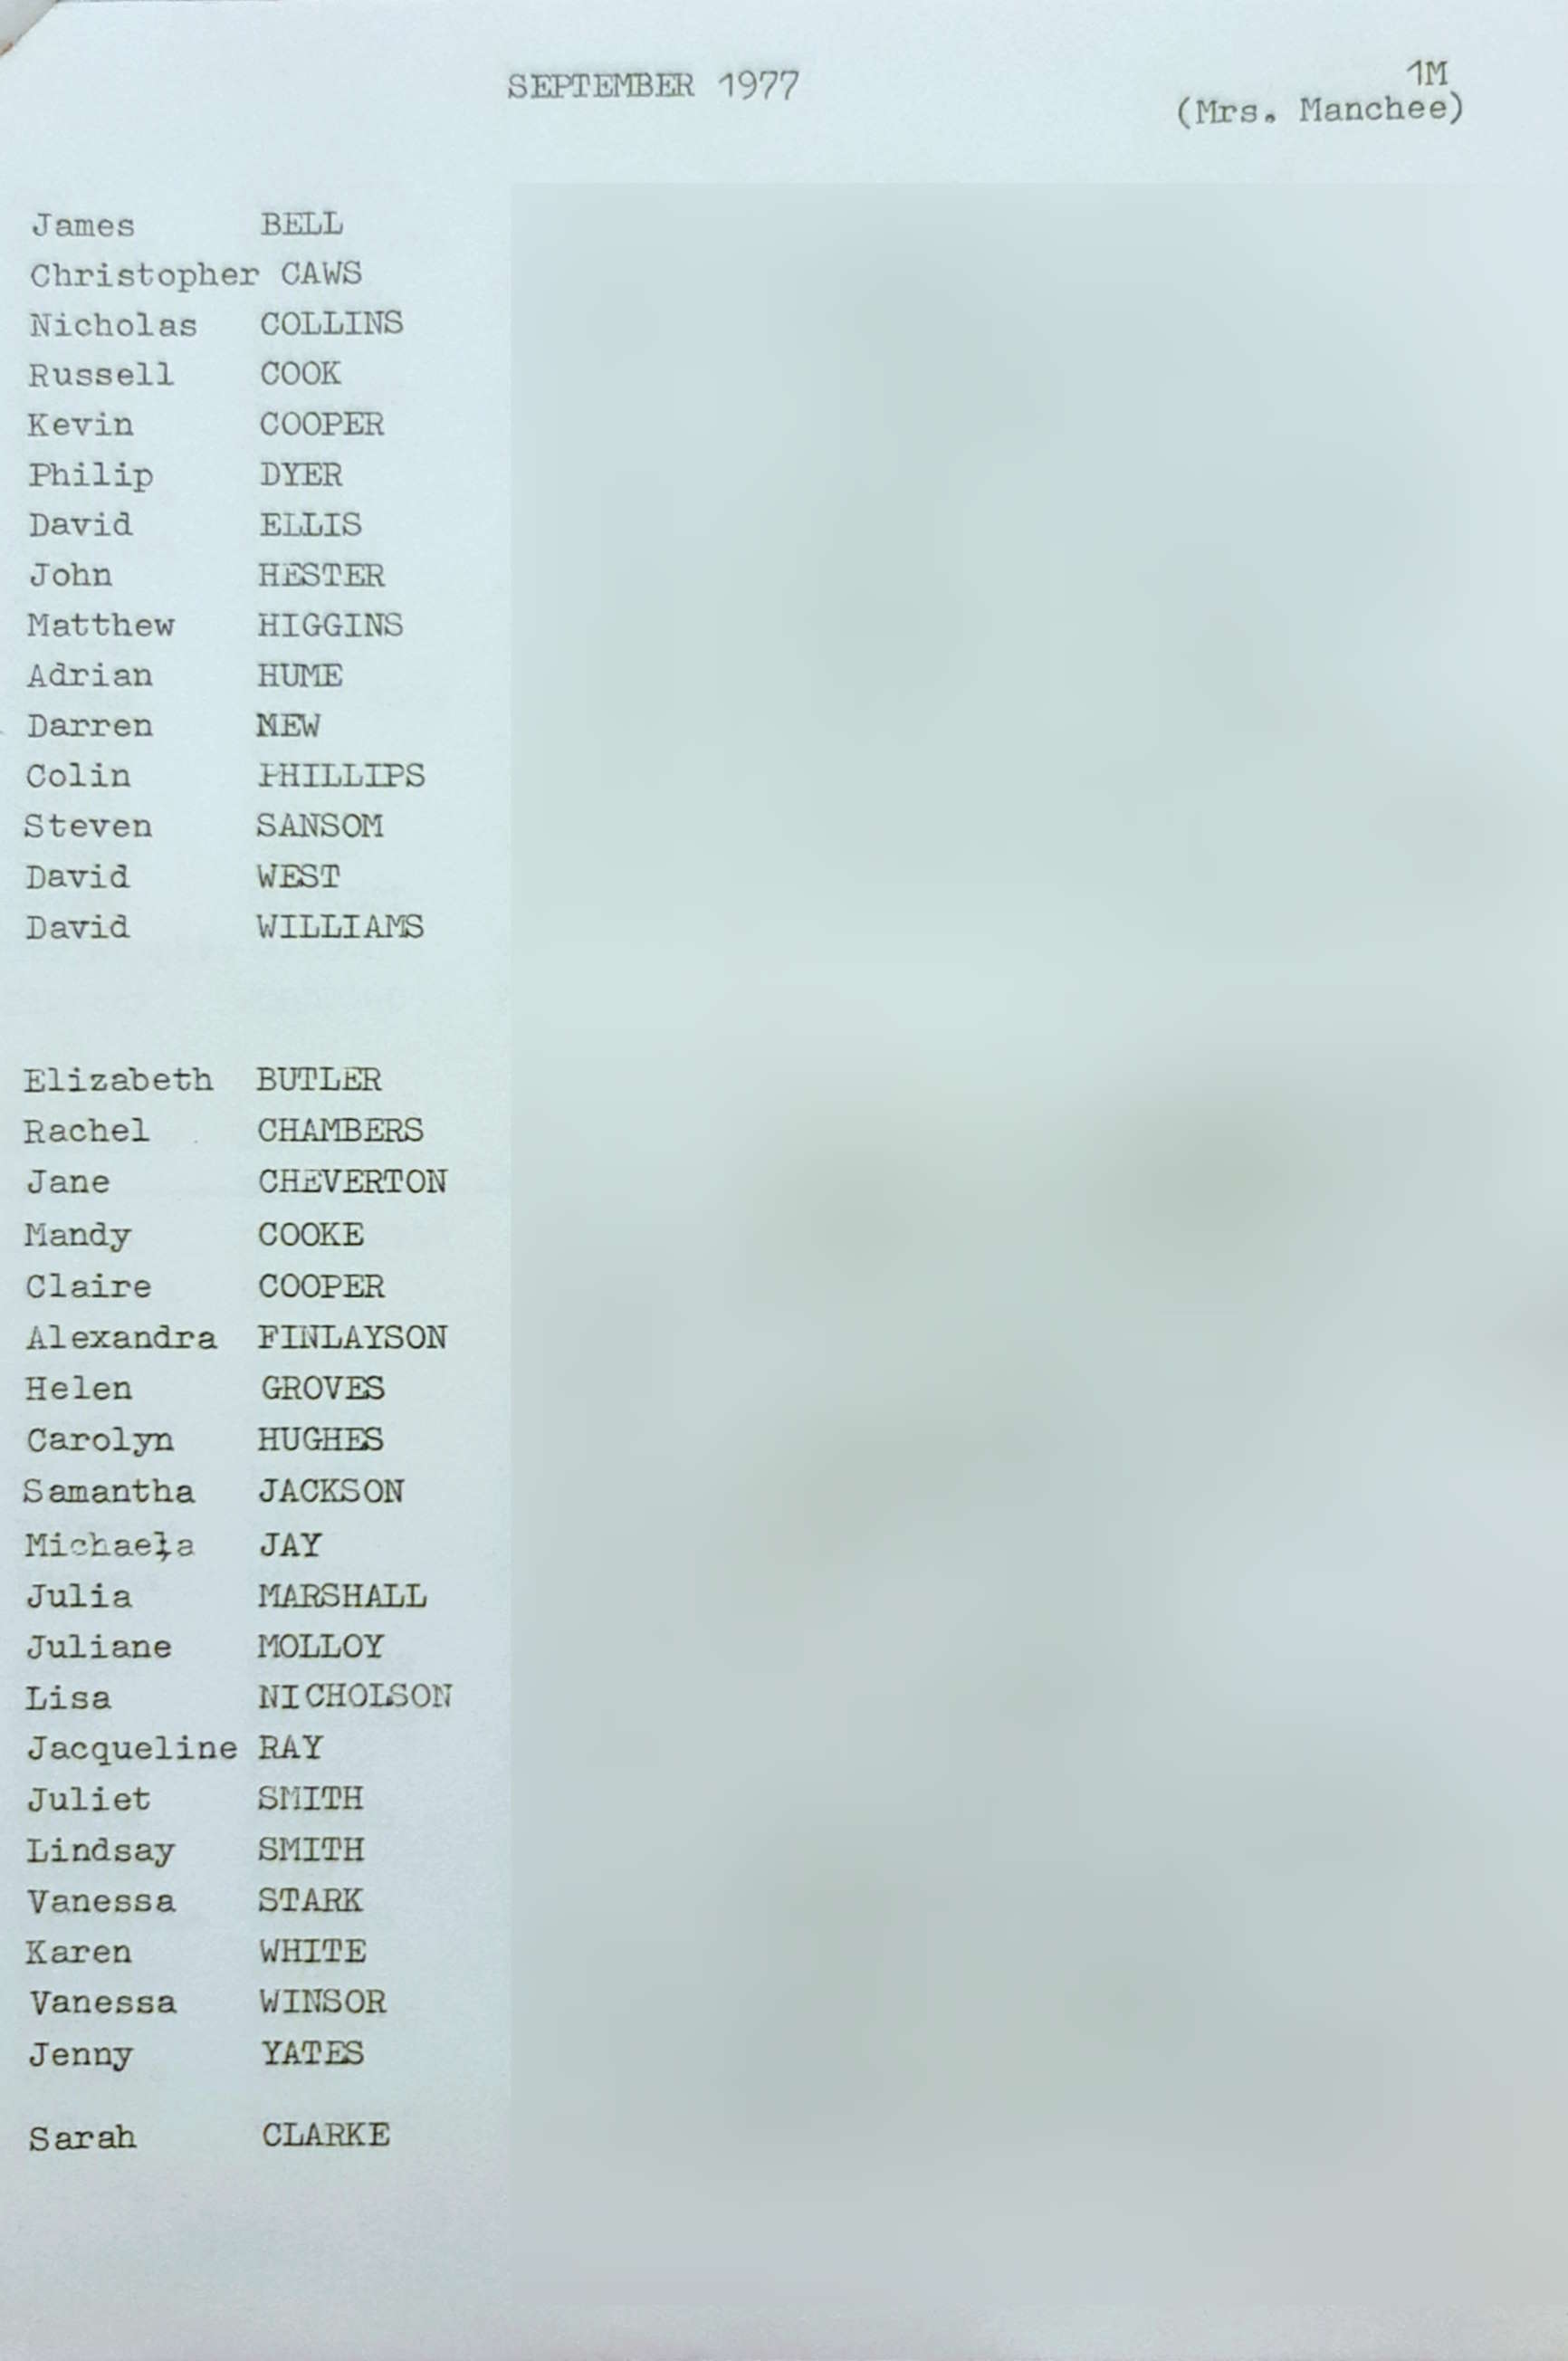 SEPTEMBER 1977
1M
(Mrs. Manchee)
James BELL
Christopher CAWS
Nicholas COLLINS
Russell COOK
Kevin COOPER
Philip DYER
David ELLIS
John HESTER
Matthew HIGGINS
Adrian HUME
Darren MEW
Colin PHILLIPS
Steven SANSOM
David WEST
David WILLIAMS
Elizabeth BUTLER
Rachel CHAMBERS
Jane CHEVERTON
Mandy COOKE
Claire COOPER
Alexandra FINLAYSON
Helen GROVES
Carolyn HUGHES
Samantha JACKSON
Michaela JAY
Julia MARSHALL
Juliane MOLLOY
Lisa NICHOLSON
Jacqueline RAY
Juliet SMITH
Lindsay SMITH
Vanessa STARK
Karen WHITE
Vanessa WINSOR
Jenny YATES
Sarah CLARKE